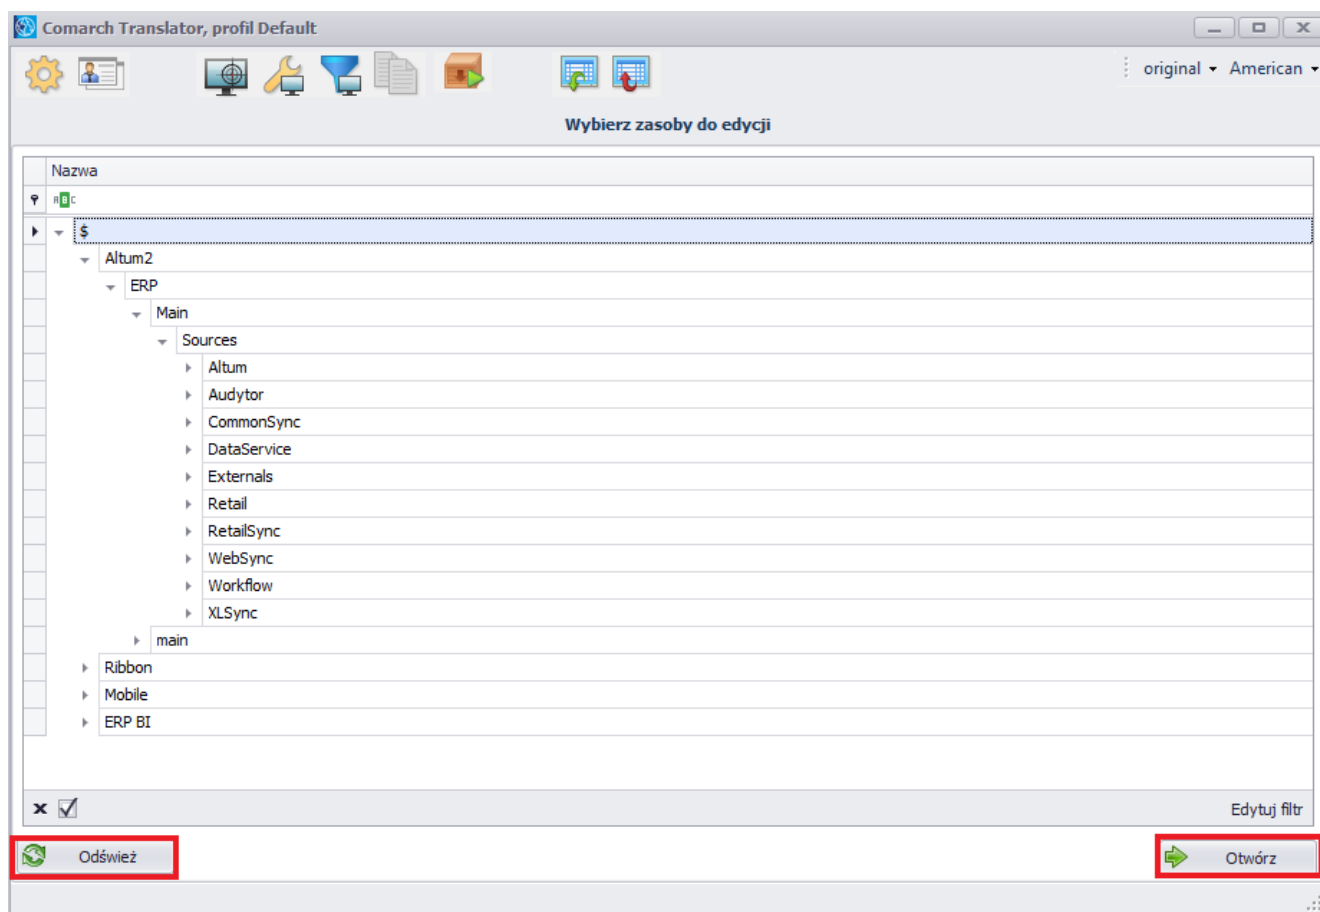 Comarch Translator, profil Default
original American
Wybierz zasoby do edycji
Nazwa
ABC
$
Altum2
ERP
Main
Sources
Altum
Audytor
CommonSync
DataService
Externals
Retail
RetailSync
WebSync
Workflow
XLSync
main
Ribbon
Mobile
ERP BI
Edytuj filtr
Odśwież Otwórz